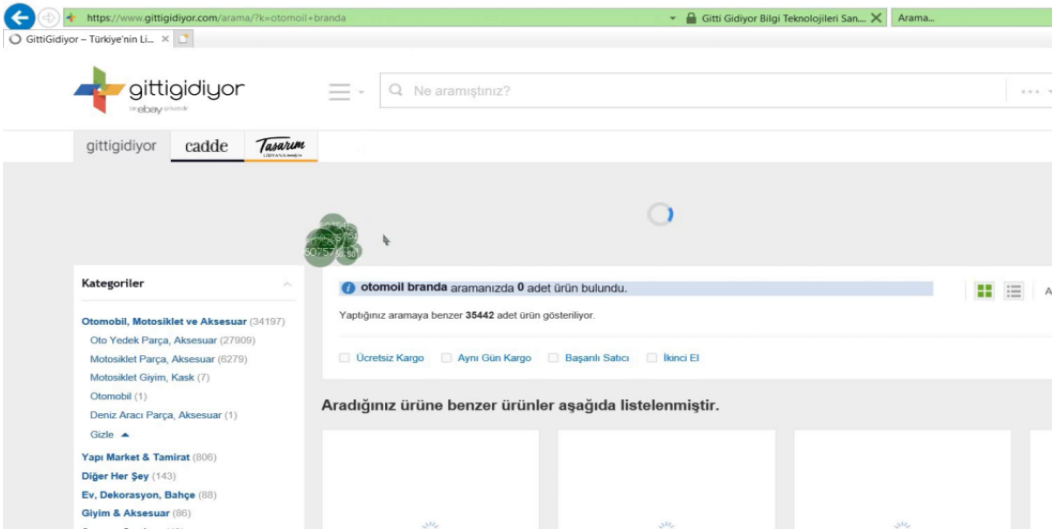 https://www.gittigidiyor.com/arama/?k=otomoil+branda
Gitti Gidiyor Bilgi Teknolojileri San...
Arama...
GittiGidiyor – Türkiye'nin Li...
gittigidiyor
ebay
Ne aramıştınız?
gittigidiyor
cadde
Tasarım
Kategoriler
otomoil branda aramanızda 0 adet ürün bulundu.
Yaptığınız aramaya benzer 35442 adet ürün gösteriliyor.
Otomobil, Motosiklet ve Aksesuar (34197)
Oto Yedek Parça, Aksesuar (27909)
Motosiklet Parça, Aksesuar (6279)
Motosiklet Giyim, Kask (7)
Otomobil (1)
Deniz Aracı Parça, Aksesuar (1)
Gizle
Yapı Market & Tamirat (806)
Diğer Her Şey (143)
Ev, Dekorasyon, Bahçe (88)
Giyim & Aksesuar (86)
Ücretsiz Kargo
Aynı Gün Kargo
Başarılı Satıcı
İkinci El
Aradığınız ürüne benzer ürünler aşağıda listelenmiştir.